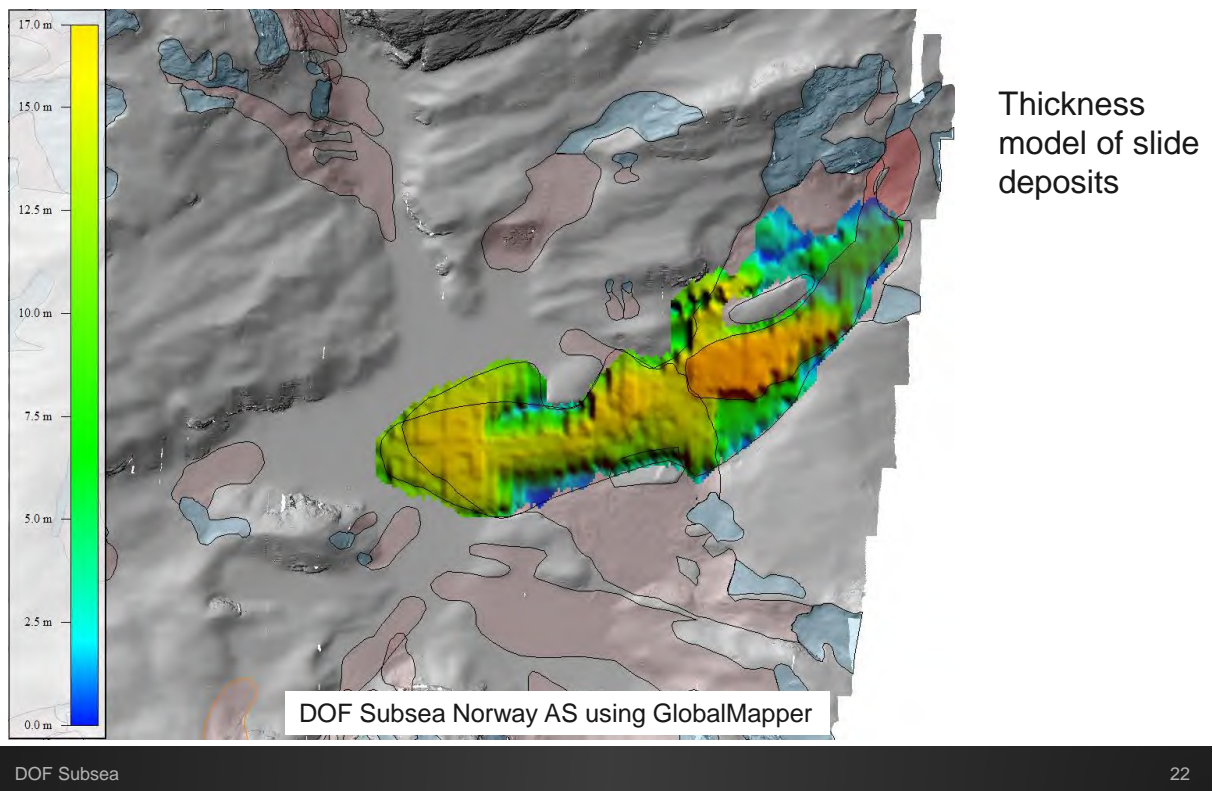 17.0 m
15.0 m
12.5 m
10.0 m
7.5 m
5.0 m
2.5 m
0.0 m
Thickness
model of slide
deposits
DOF Subsea Norway AS using GlobalMapper
DOF Subsea
22